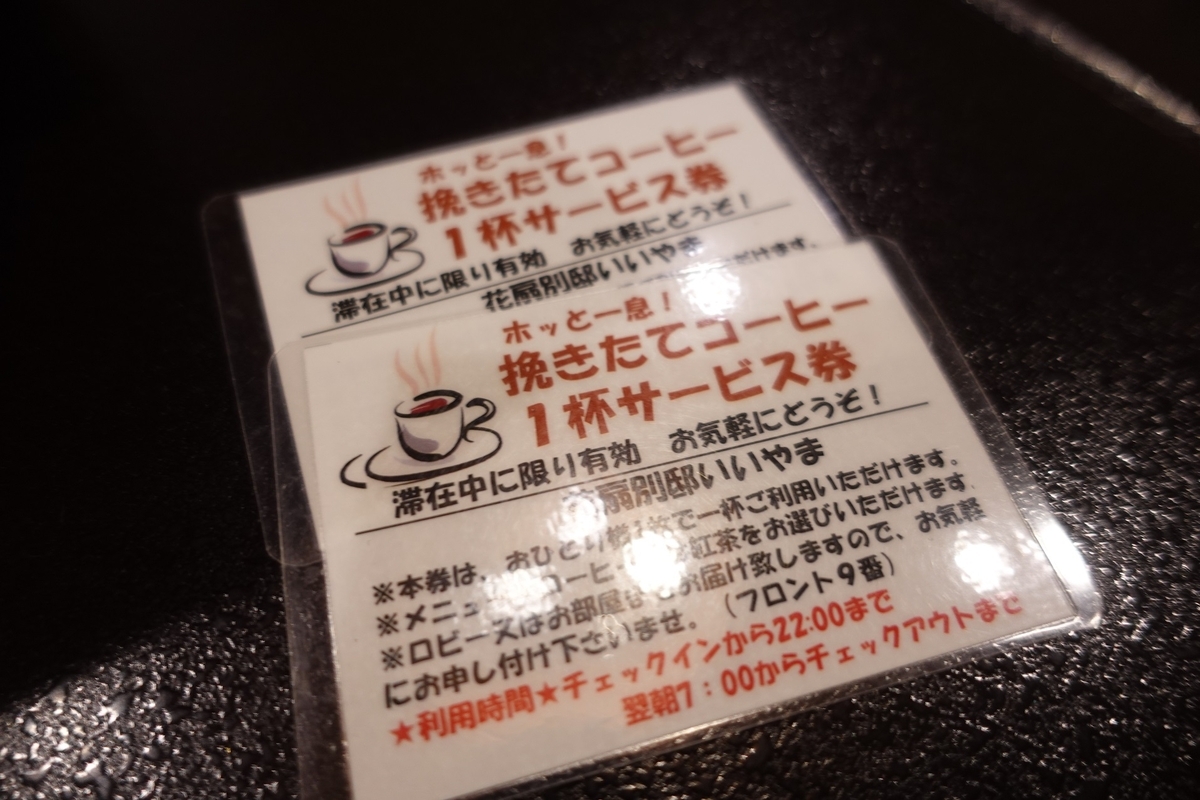 ホッと一息！
挽きたてコーヒー
1杯サービス券
滞在中に限り有効　お気軽にどうぞ！
花扇別邸いいやま
だけます。
ホッと一息！
挽きたてコーヒー
1杯サービス券
滞在中に限り有効　お気軽にどうぞ！
扇別邸いいやま
※本券は、おひとり様1枚で一杯ご利用いただけます。
※メニュ コーヒ 紅茶をお選びいただけます
※ロビー又はお部屋 お届け致しますので、お気軽
にお申し付け下さいませ。（フロント9番）
★利用時間★チェックインから22:00まで
翌朝7：00からチェックアウトまで